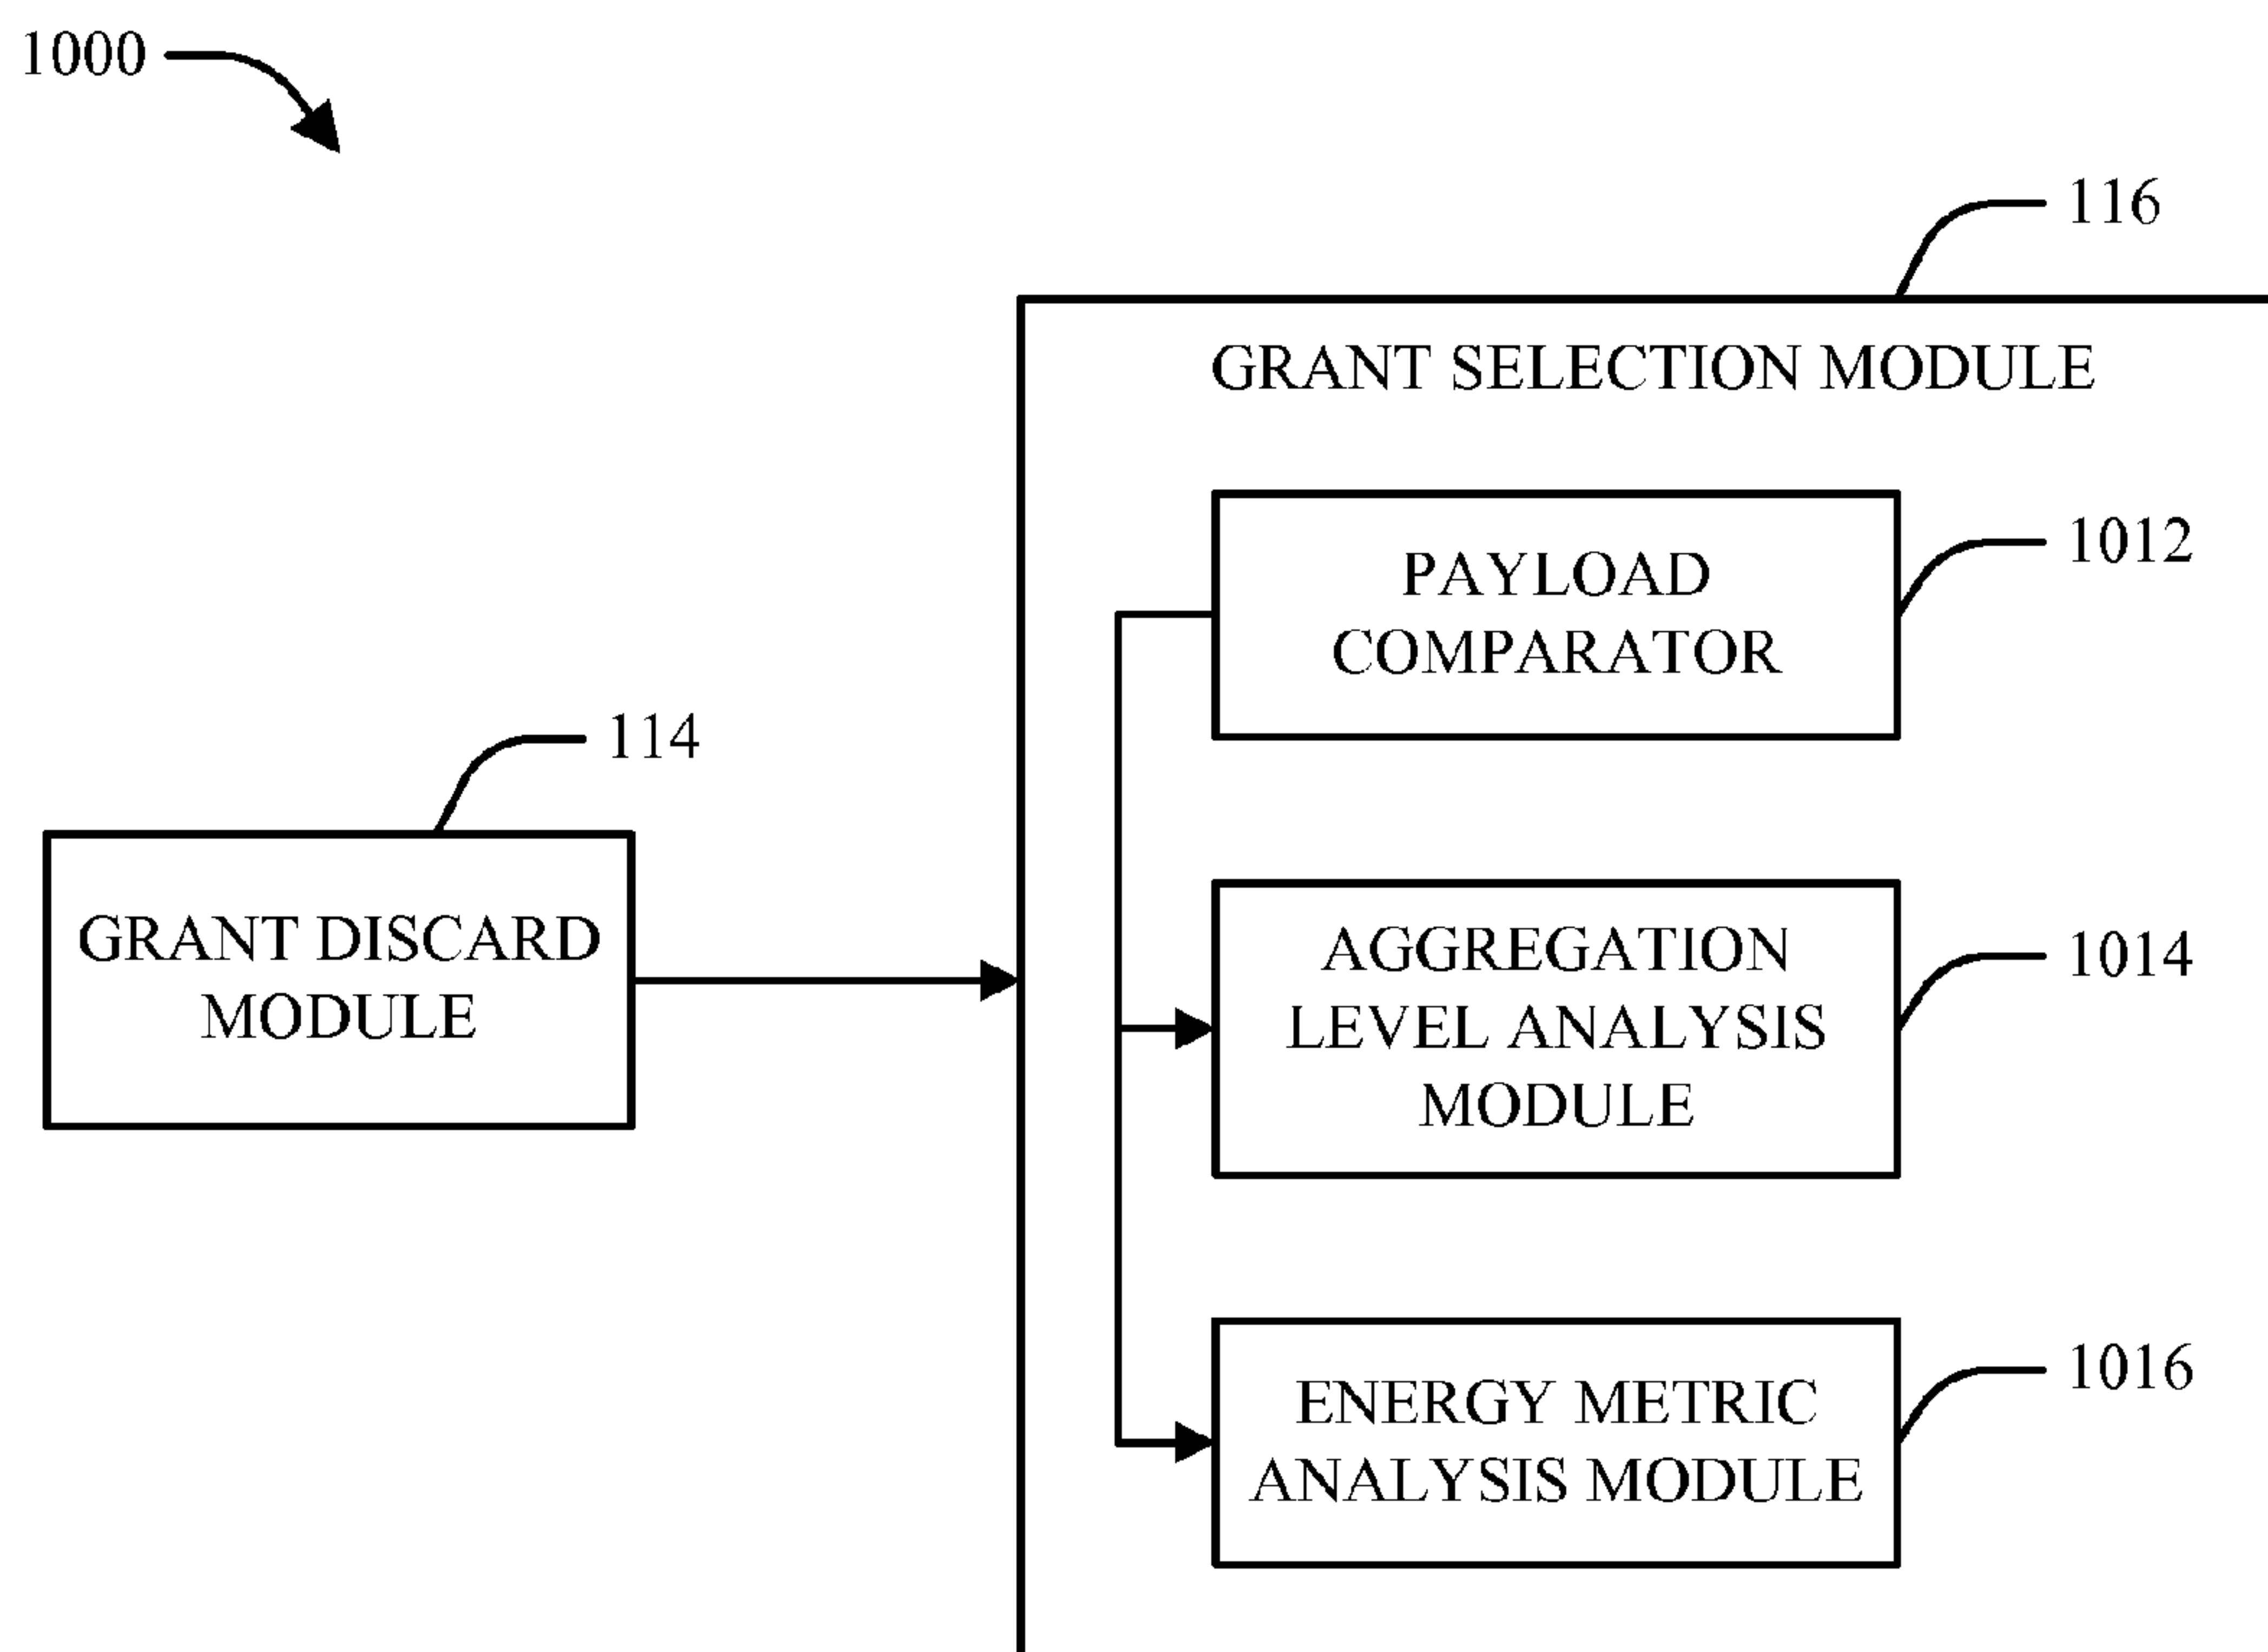 1000
116
GRANT SELECTION MODULE
PAYLOAD
COMPARATOR
1012
114
GRANT DISCARD
MODULE
AGGREGATION
LEVEL ANALYSIS
MODULE
1014
ENERGY METRIC
ANALYSIS MODULE
1016